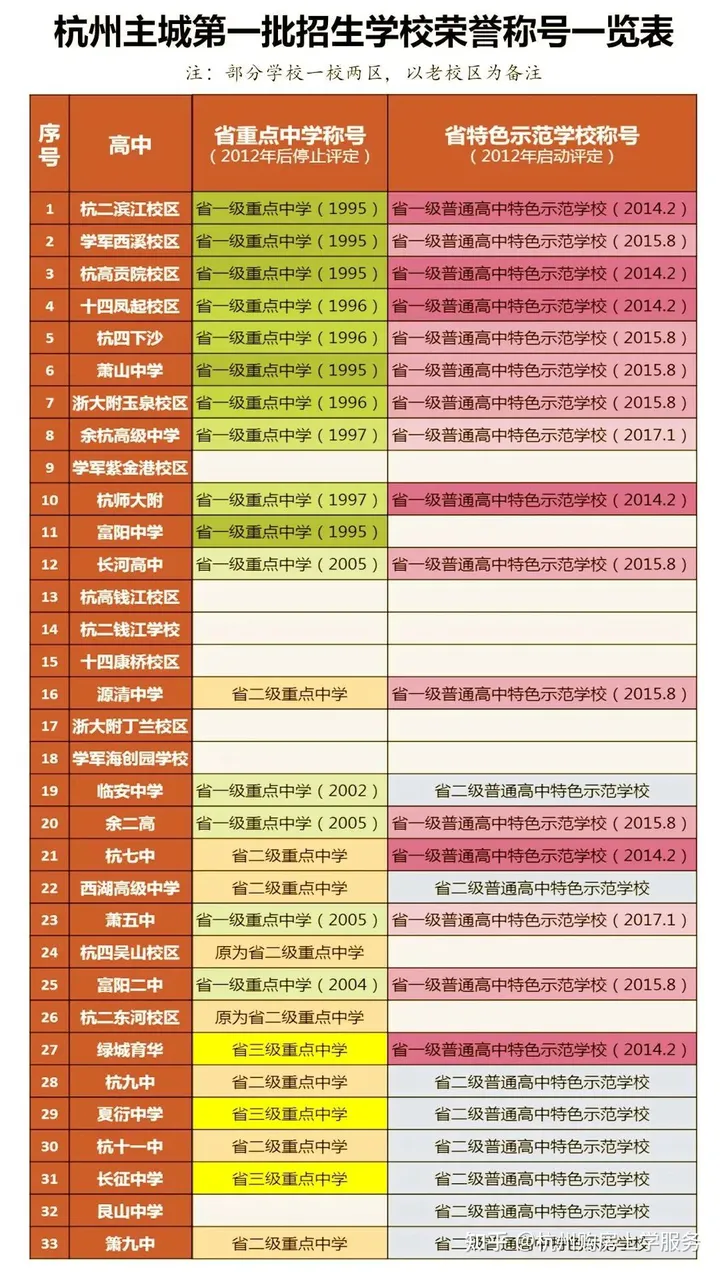 杭州主城第一批招生学校荣誉称号一览表
注：部分学校一校两区，以老校区为备注
序号 高中 省重点中学称号（2012年后停止评定） 省特色示范学校称号（2012年启动评定）
1 杭二滨江校区 省一级重点中学（1995） 省一级普通高中特色示范学校（2014.2）
2 学军西溪校区 省一级重点中学（1995） 省一级普通高中特色示范学校（2015.8）
3 杭高贡院校区 省一级重点中学（1995） 省一级普通高中特色示范学校（2014.2）
4 十四凤起校区 省一级重点中学（1996） 省一级普通高中特色示范学校（2014.2）
5 杭四下沙 省一级重点中学（1996） 省一级普通高中特色示范学校（2015.8）
6 萧山中学 省一级重点中学（1995） 省一级普通高中特色示范学校（2015.8）
7 浙大附玉泉校区 省一级重点中学（1996） 省一级普通高中特色示范学校（2015.8）
8 余杭高级中学 省一级重点中学（1997） 省一级普通高中特色示范学校（2017.1）
9 学军紫金港校区
10 杭师大附 省一级重点中学（1997） 省一级普通高中特色示范学校（2014.2）
11 富阳中学 省一级重点中学（1995）
12 长河高中 省一级重点中学（2005） 省一级普通高中特色示范学校（2015.8）
13 杭高钱江校区
14 杭二钱江学校
15 十四康桥校区
16 源清中学 省二级重点中学 省一级普通高中特色示范学校（2015.8）
17 浙大附丁兰校区
18 学军海创园学校
19 临安中学 省一级重点中学（2002） 省二级普通高中特色示范学校
20 余二高 省一级重点中学（2005） 省一级普通高中特色示范学校（2015.8）
21 杭七中 省二级重点中学 省一级普通高中特色示范学校（2014.2）
22 西湖高级中学 省二级重点中学 省二级普通高中特色示范学校
23 萧五中 省一级重点中学（2005） 省一级普通高中特色示范学校（2017.1）
24 杭四吴山校区 原为省二级重点中学
25 富阳二中 省一级重点中学（2004） 省一级普通高中特色示范学校（2015.8）
26 杭二东河校区 原为省二级重点中学
27 绿城育华 省三级重点中学 省一级普通高中特色示范学校（2014.2）
28 杭九中 省二级重点中学 省二级普通高中特色示范学校
29 夏衍中学 省三级重点中学 省二级普通高中特色示范学校
30 杭十一中 省二级重点中学 省二级普通高中特色示范学校
31 长征中学 省三级重点中学 省二级普通高中特色示范学校
32 艮山中学 省二级普通高中特色示范学校
33 萧九中 省二级重点中学 省二级普通高中特色示范学校
知乎 @杭州购房上学服务